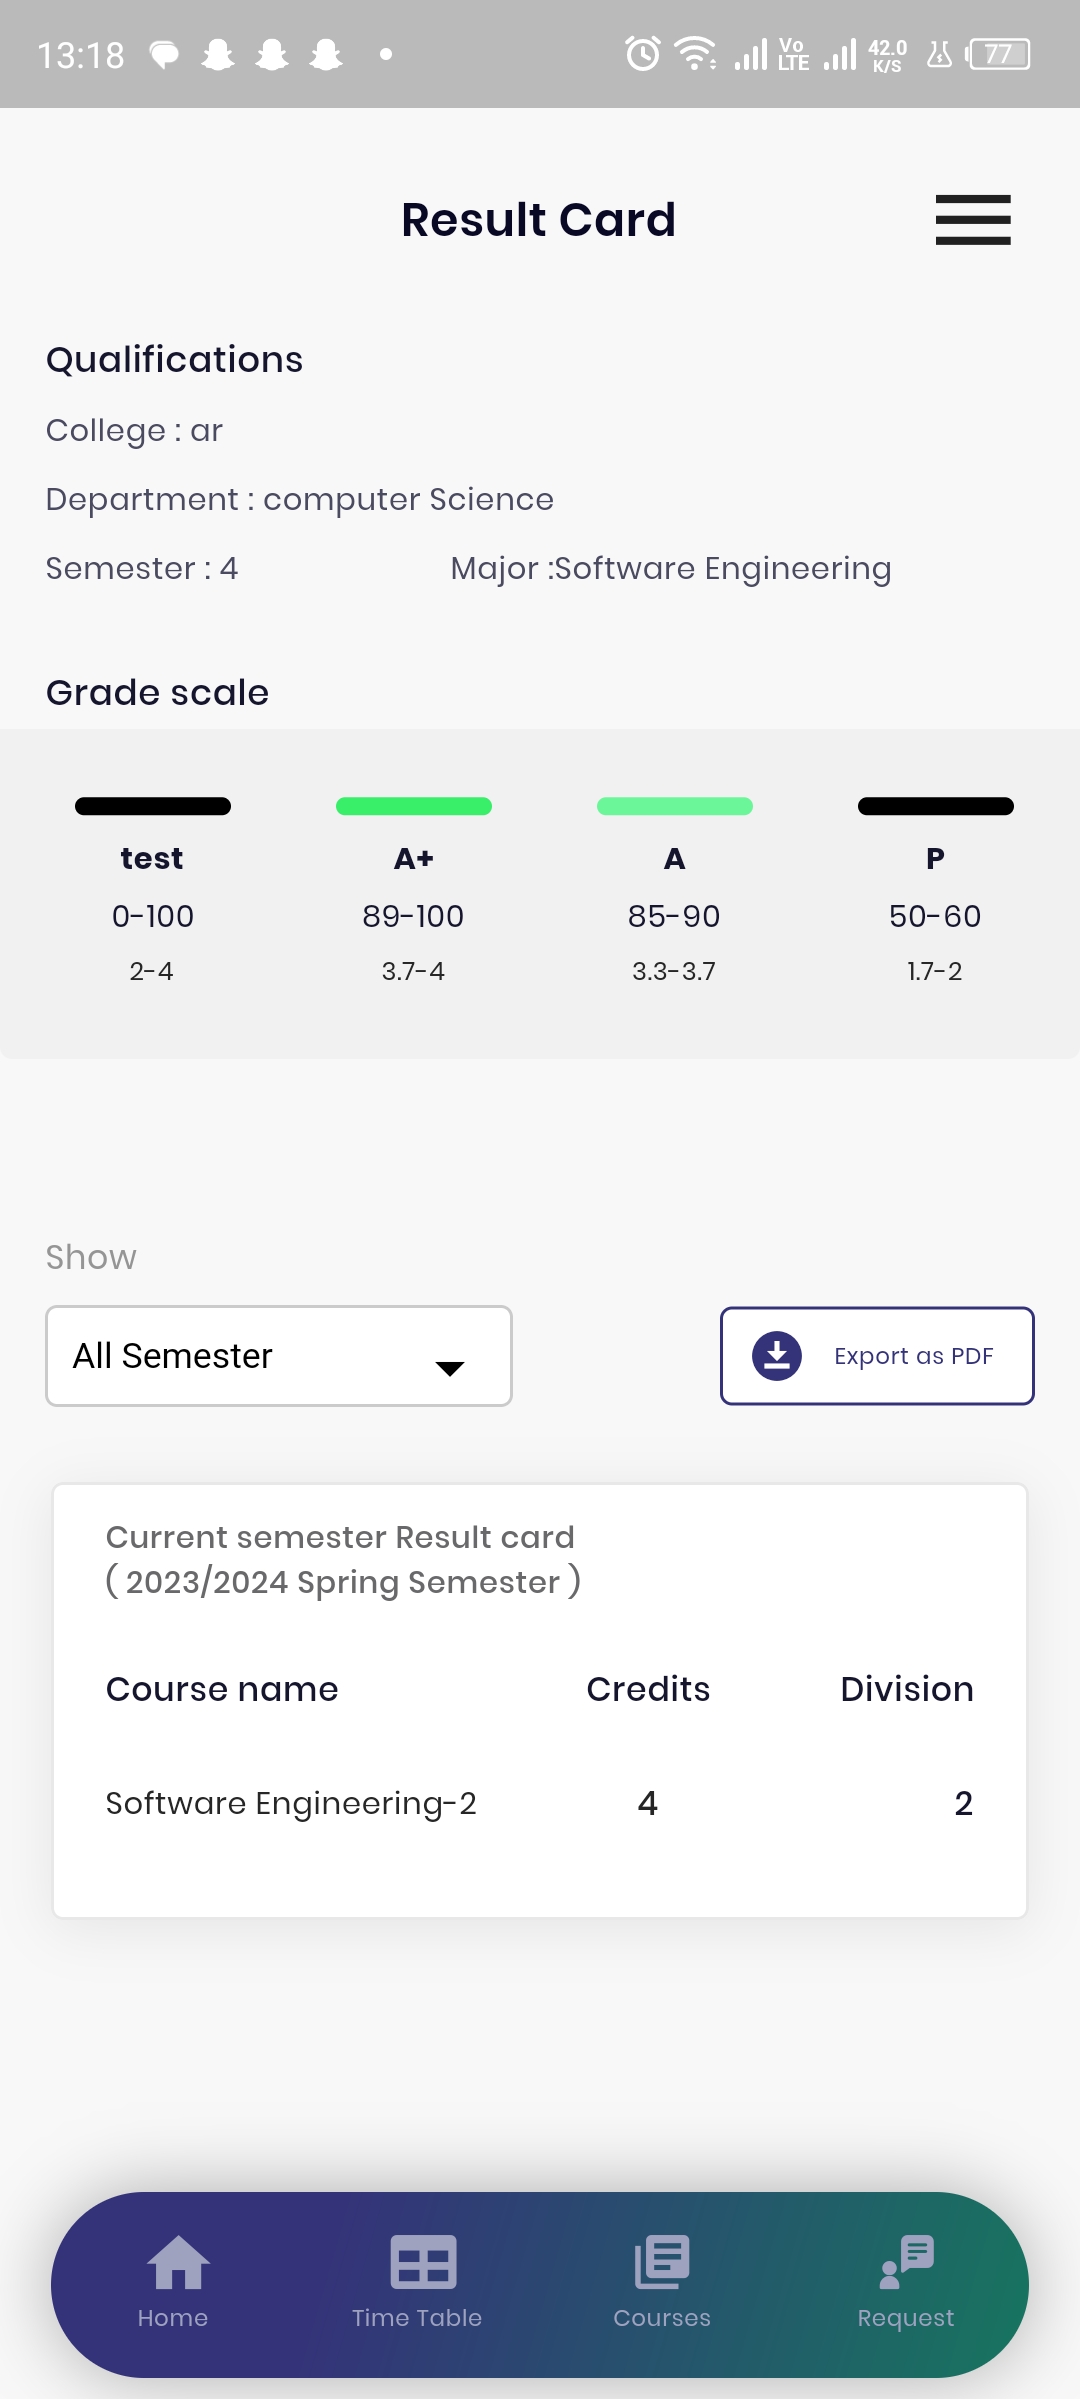 13:18
Vo LTE
42.0 K/S
77
Result Card
Qualifications
College : ar
Department : computer Science
Semester : 4 Major :Software Engineering
Grade scale
test A+ A P
0-100 89-100 85-90 50-60
2-4 3.7-4 3.3-3.7 1.7-2
Show
All Semester Export as PDF
Current semester Result card
( 2023/2024 Spring Semester )
Course name Credits Division
Software Engineering-2 4 2
Home Time Table Courses Request